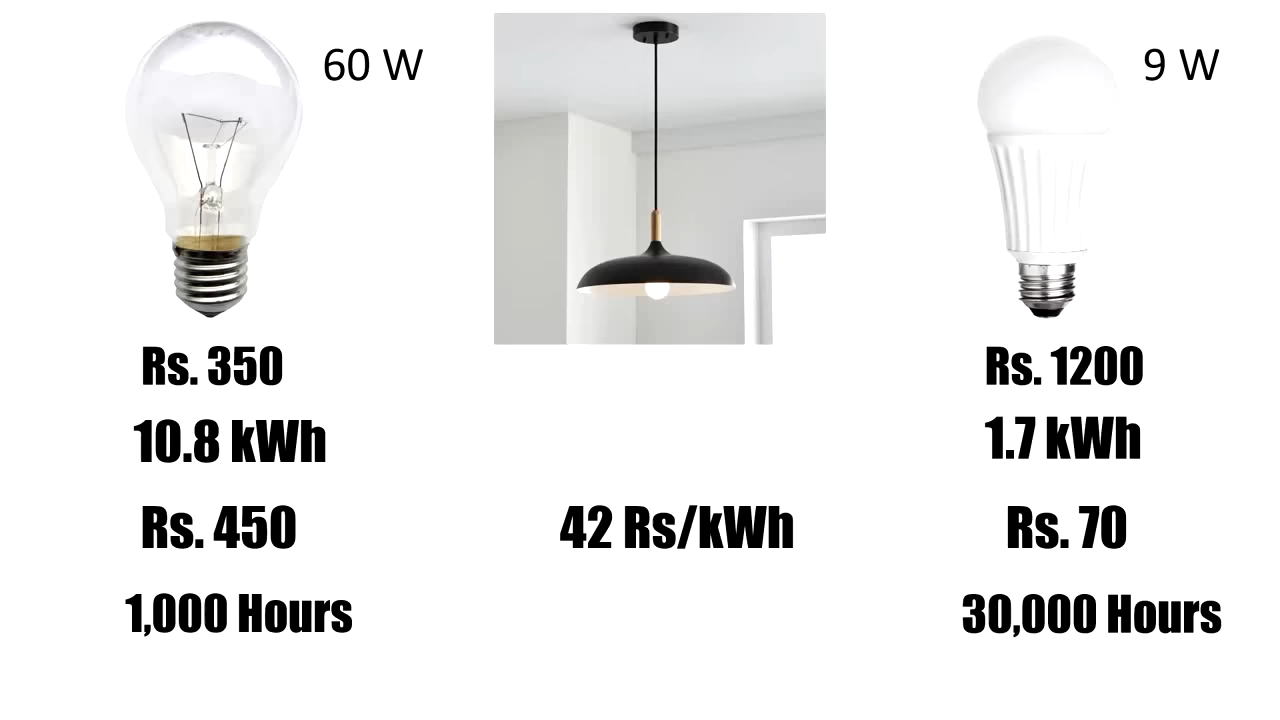 60 W
9 W
Rs. 350
Rs. 1200
10.8 kWh
1.7 kWh
Rs. 450
42 Rs/kWh
Rs. 70
1,000 Hours
30,000 Hours